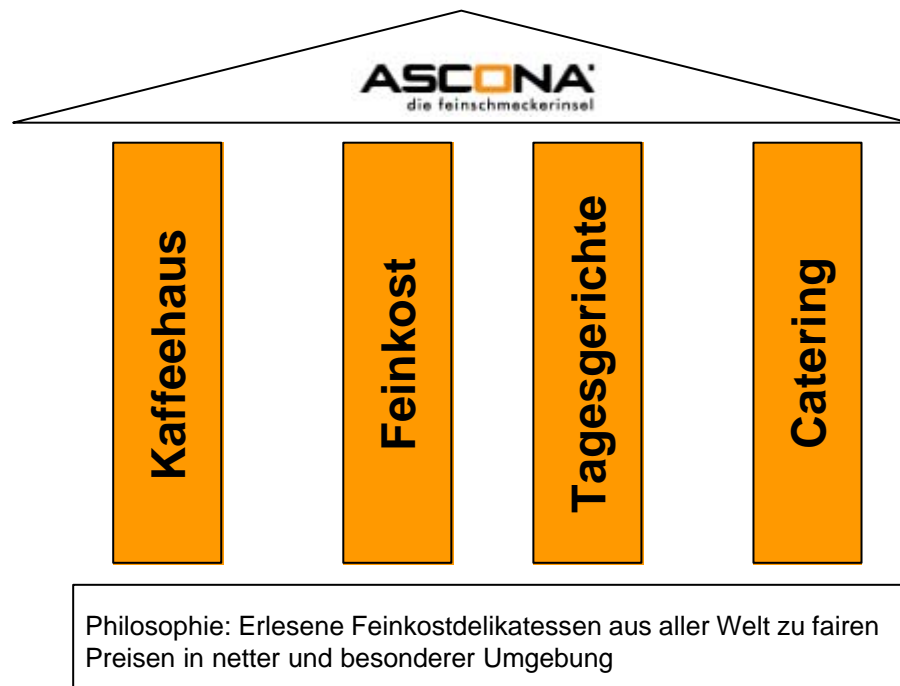 ASCONA
die feinschmeckerinsel
Kaffeehaus
Feinkost
Tagesgerichte
Catering
Philosophie: Erlesene Feinkostdelikatessen aus aller Welt zu fairen
Preisen in netter und besonderer Umgebung